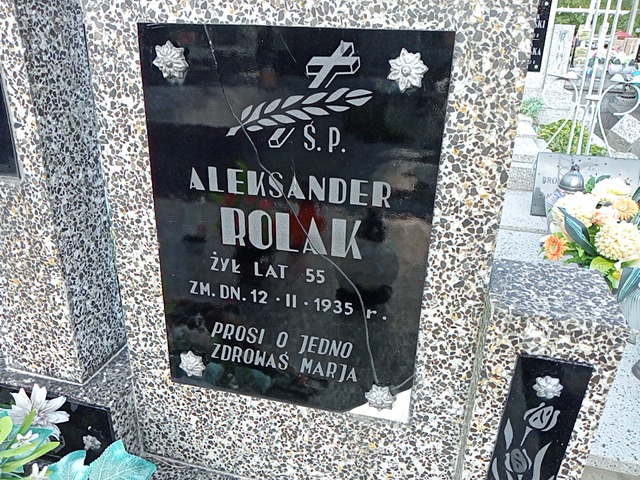 Ś.P.
ALEKSANDER
ROLAK
ŻYŁ LAT 55
ZM. DN. 12·II·1935 r.
PROSI O JEDNO
ZDROWAŚ MARJA